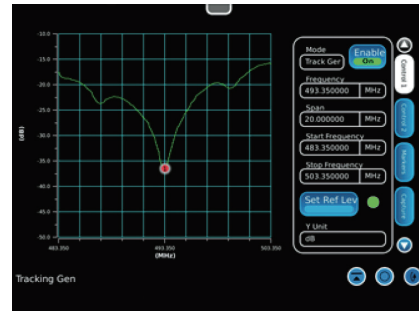 -10.0
-15.0
-20.0
-25.0
-30.0
-35.0
-40.0
-45.0
-50.0
(dB)
483.350
493.350
503.350
(MHz)
Mode
Track Ger
Enable
On
Frequency
493.350000 MHz
Span
20.000000 MHz
Start Frequency
483.350000 MHz
Stop Frequency
503.350000 MHz
Set Ref Lev
Y Unit
dB
Control 1
Control 2
Markers
Capture
Tracking Gen